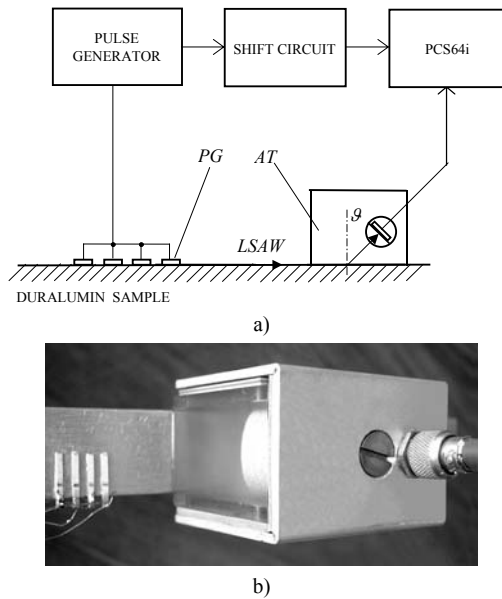 PULSE
GENERATOR
SHIFT CIRCUIT
PCS64i
PG
AT
ϑ
LSAW
DURALUMIN SAMPLE
a)
b)